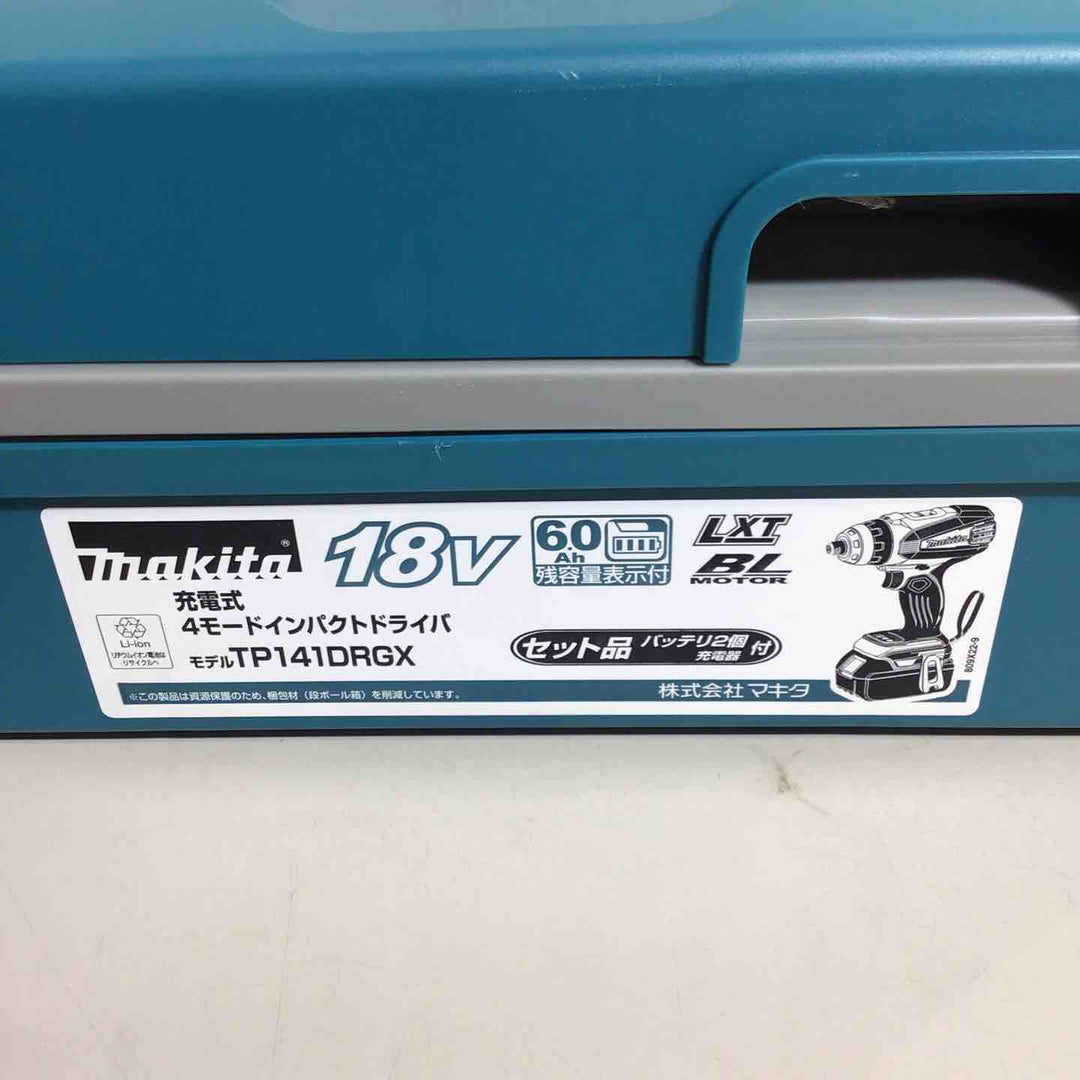 makita®
18V
6.0
Ah
残容量表示付
LXT
BL
MOTOR
makita
充電式
4モードインパクトドライバ
モデルTP141DRGX
Li-ion
リチウムイオン電池は
リサイクルへ
セット品 バッテリ2個
充電器
付
809X22-9
※この製品は資源保護のため、梱包材(段ボール箱)を削減しています。
株式会社 マキタ